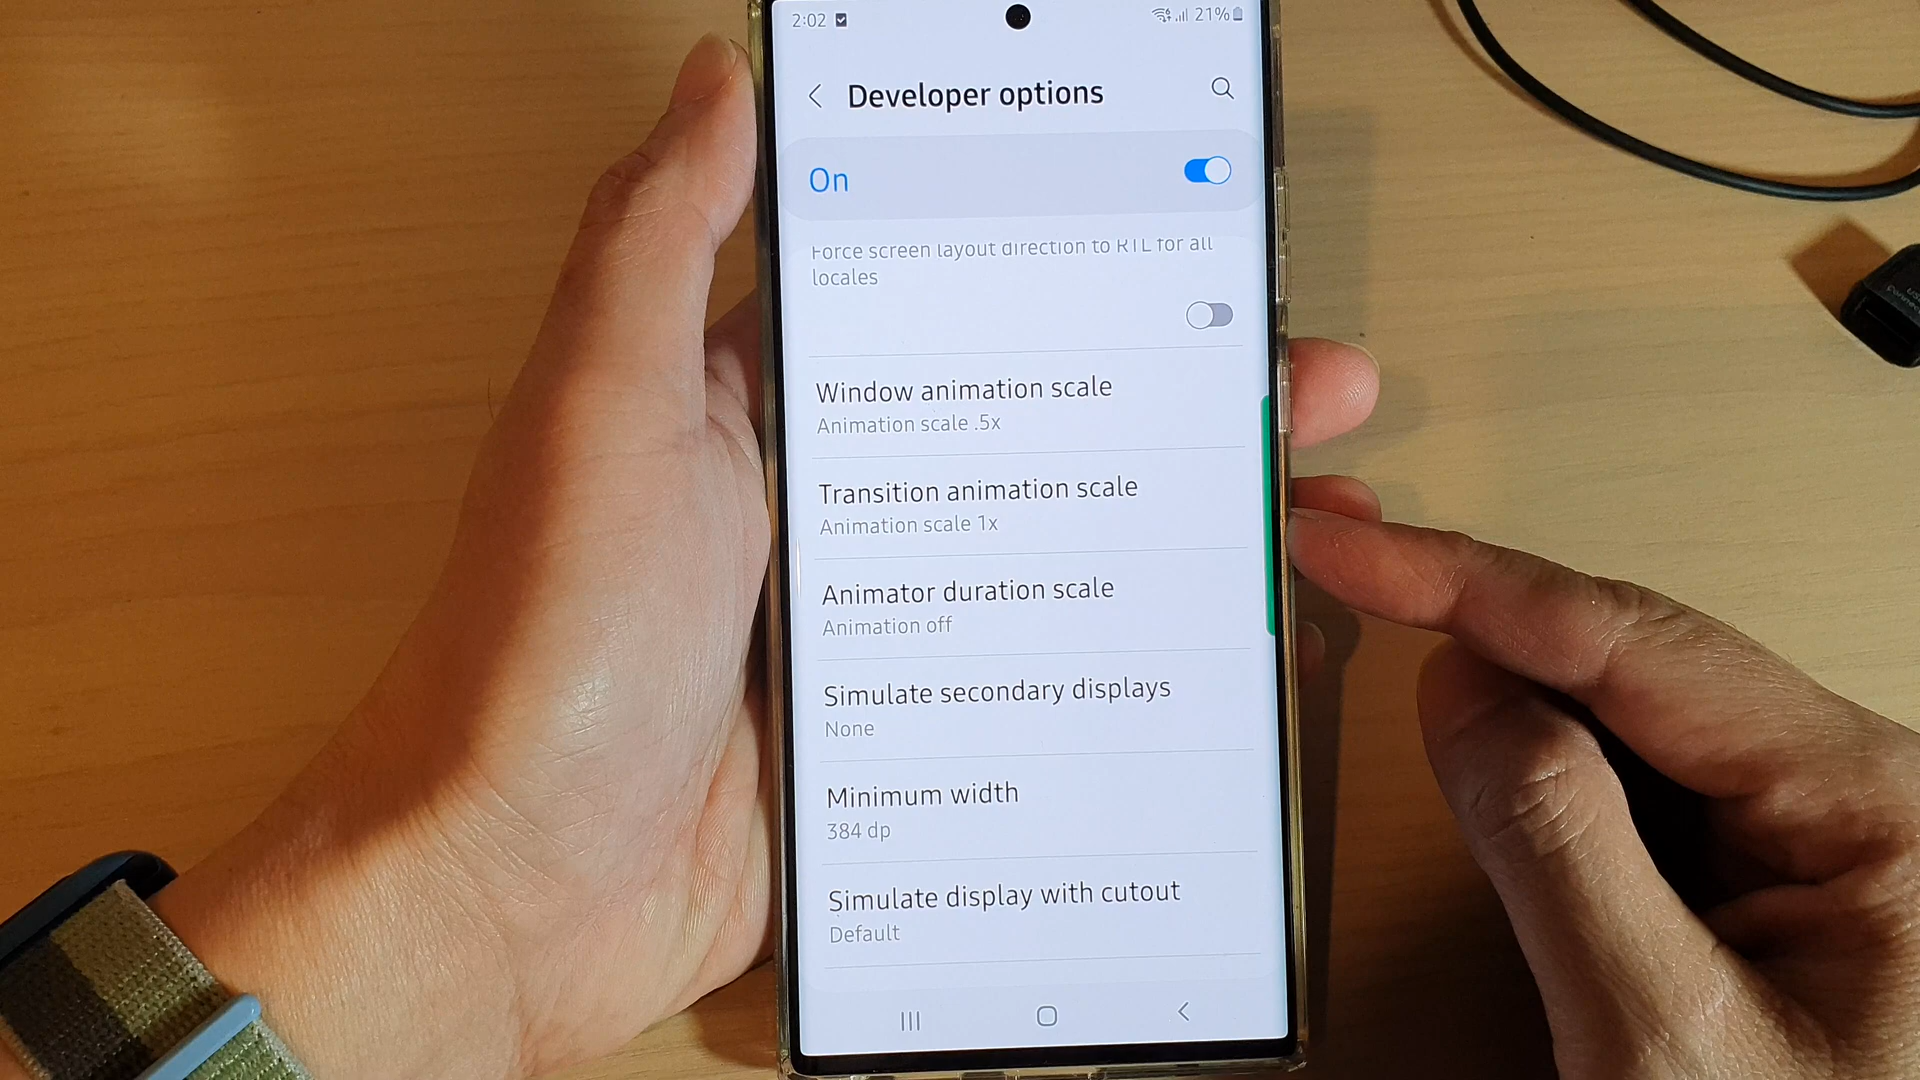 2:02
21%
Developer options
On
Force screen layout direction to RTL for all
locales
Window animation scale
Animation scale .5x
Transition animation scale
Animation scale 1x
Animator duration scale
Animation off
Simulate secondary displays
None
Minimum width
384 dp
Simulate display with cutout
Default